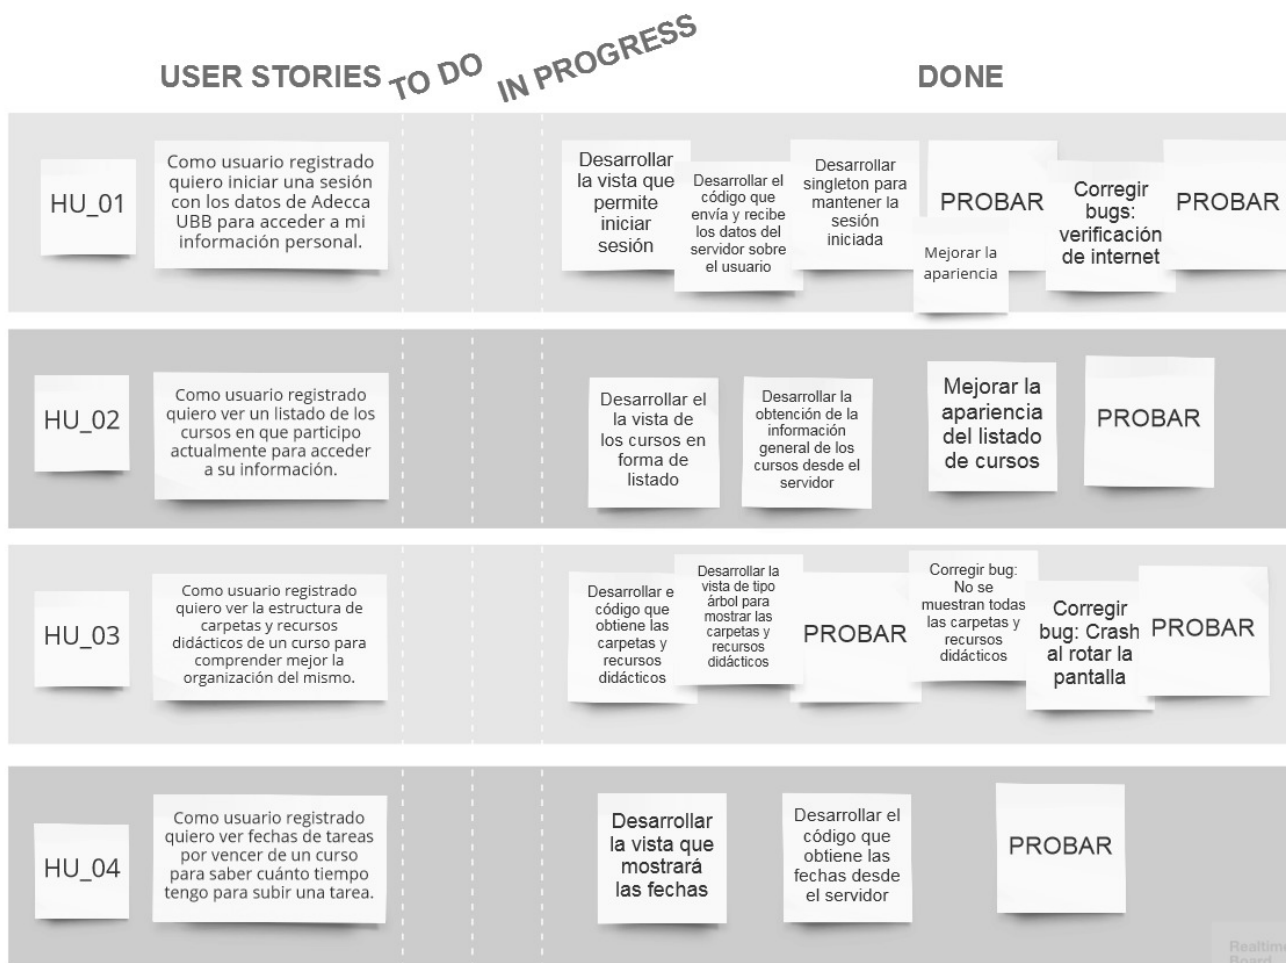 USER STORIES
TO DO
IN PROGRESS
DONE
HU_01
Como usuario registrado
quiero iniciar una sesión
con los datos de Adecca
UBB para acceder a mi
información personal.
Desarrollar
la vista que
permite
iniciar
sesión
Desarrollar el
código que
envía y recibe
los datos del
servidor sobre
el usuario
Desarrollar
singleton para
mantener la
sesión
iniciada
PROBAR
Mejorar la
apariencia
Corregir
bugs:
verificación
de internet
PROBAR
HU_02
Como usuario registrado
quiero ver un listado de los
cursos en que participo
actualmente para acceder
a su información.
Desarrollar el
la vista de
los cursos en
forma de
listado
Desarrollar la
obtención de la
información
general de los
cursos desde el
servidor
Mejorar la
apariencia
del listado
de cursos
PROBAR
HU_03
Como usuario registrado
quiero ver la estructura de
carpetas y recursos
didácticos de un curso para
comprender mejor la
organización del mismo.
Desarrollar e
código que
obtiene las
carpetas y
recursos
didácticos
Desarrollar la
vista de tipo
árbol para
mostrar las
carpetas y
recursos
didácticos
PROBAR
Corregir bug:
No se
muestran todas
las carpetas y
recursos
didácticos
Corregir
bug: Crash
al rotar la
pantalla
PROBAR
HU_04
Como usuario registrado
quiero ver fechas de tareas
por vencer de un curso
para saber cuánto tiempo
tengo para subir una tarea.
Desarrollar
la vista que
mostrará
las fechas
Desarrollar el
código que
obtiene las
fechas desde
el servidor
PROBAR
Realtime
Board